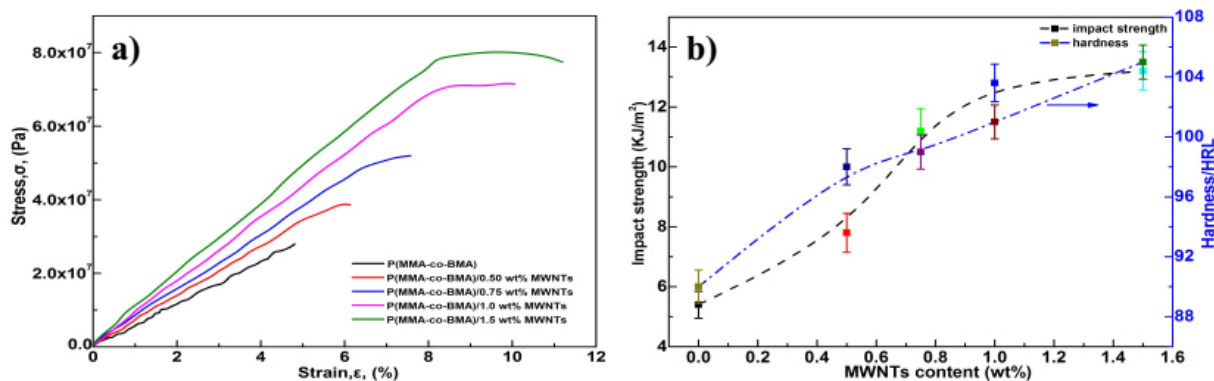 a)
Stress,σ, (Pa)
8.0x10⁷
6.0x10⁷
4.0x10⁷
2.0x10⁷
0.0
P(MMA-co-BMA)
P(MMA-co-BMA)/0.50 wt% MWNTs
P(MMA-co-BMA)/0.75 wt% MWNTs
P(MMA-co-BMA)/1.0 wt% MWNTs
P(MMA-co-BMA)/1.5 wt% MWNTs
0 2 4 6 8 10 12
Strain,ε, (%)
b)
impact strength
hardness
Impact strength (KJ/m²)
14
12
10
8
6
4
108
104
100
96
90
88
Hardness/HRL
0.0 0.2 0.4 0.6 0.8 1.0 1.2 1.4 1.6
MWNTs content (wt%)